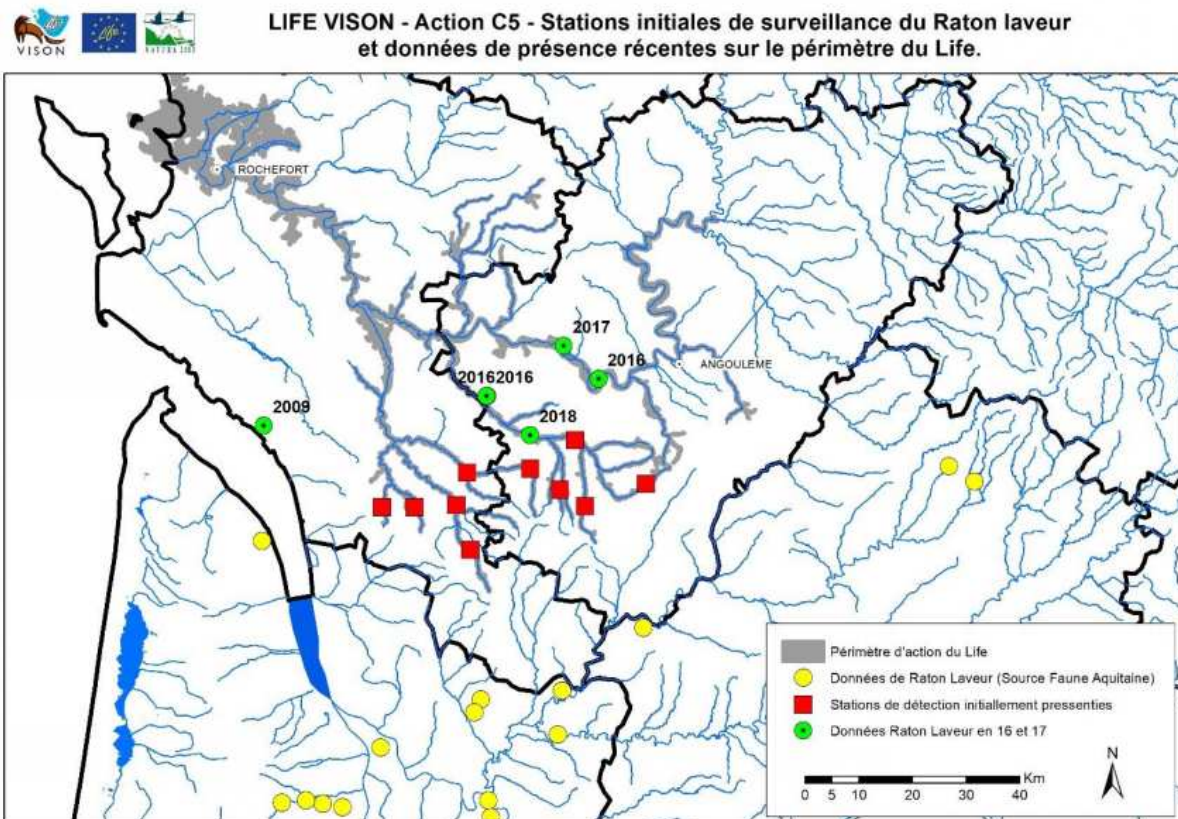 LIFE VISON - Action C5 - Stations initiales de surveillance du Raton laveur
et données de présence récentes sur le périmètre du Life.
VISON
NATURA 2000
ROCHEFORT
2017
2016
ANGOULEME
20162016
2009
2018
Périmètre d'action du Life
Données de Raton Laveur (Source Faune Aquitaine)
Stations de détection initiallement pressenties
Données Raton Laveur en 16 et 17
N
Km
0 5 10 20 30 40